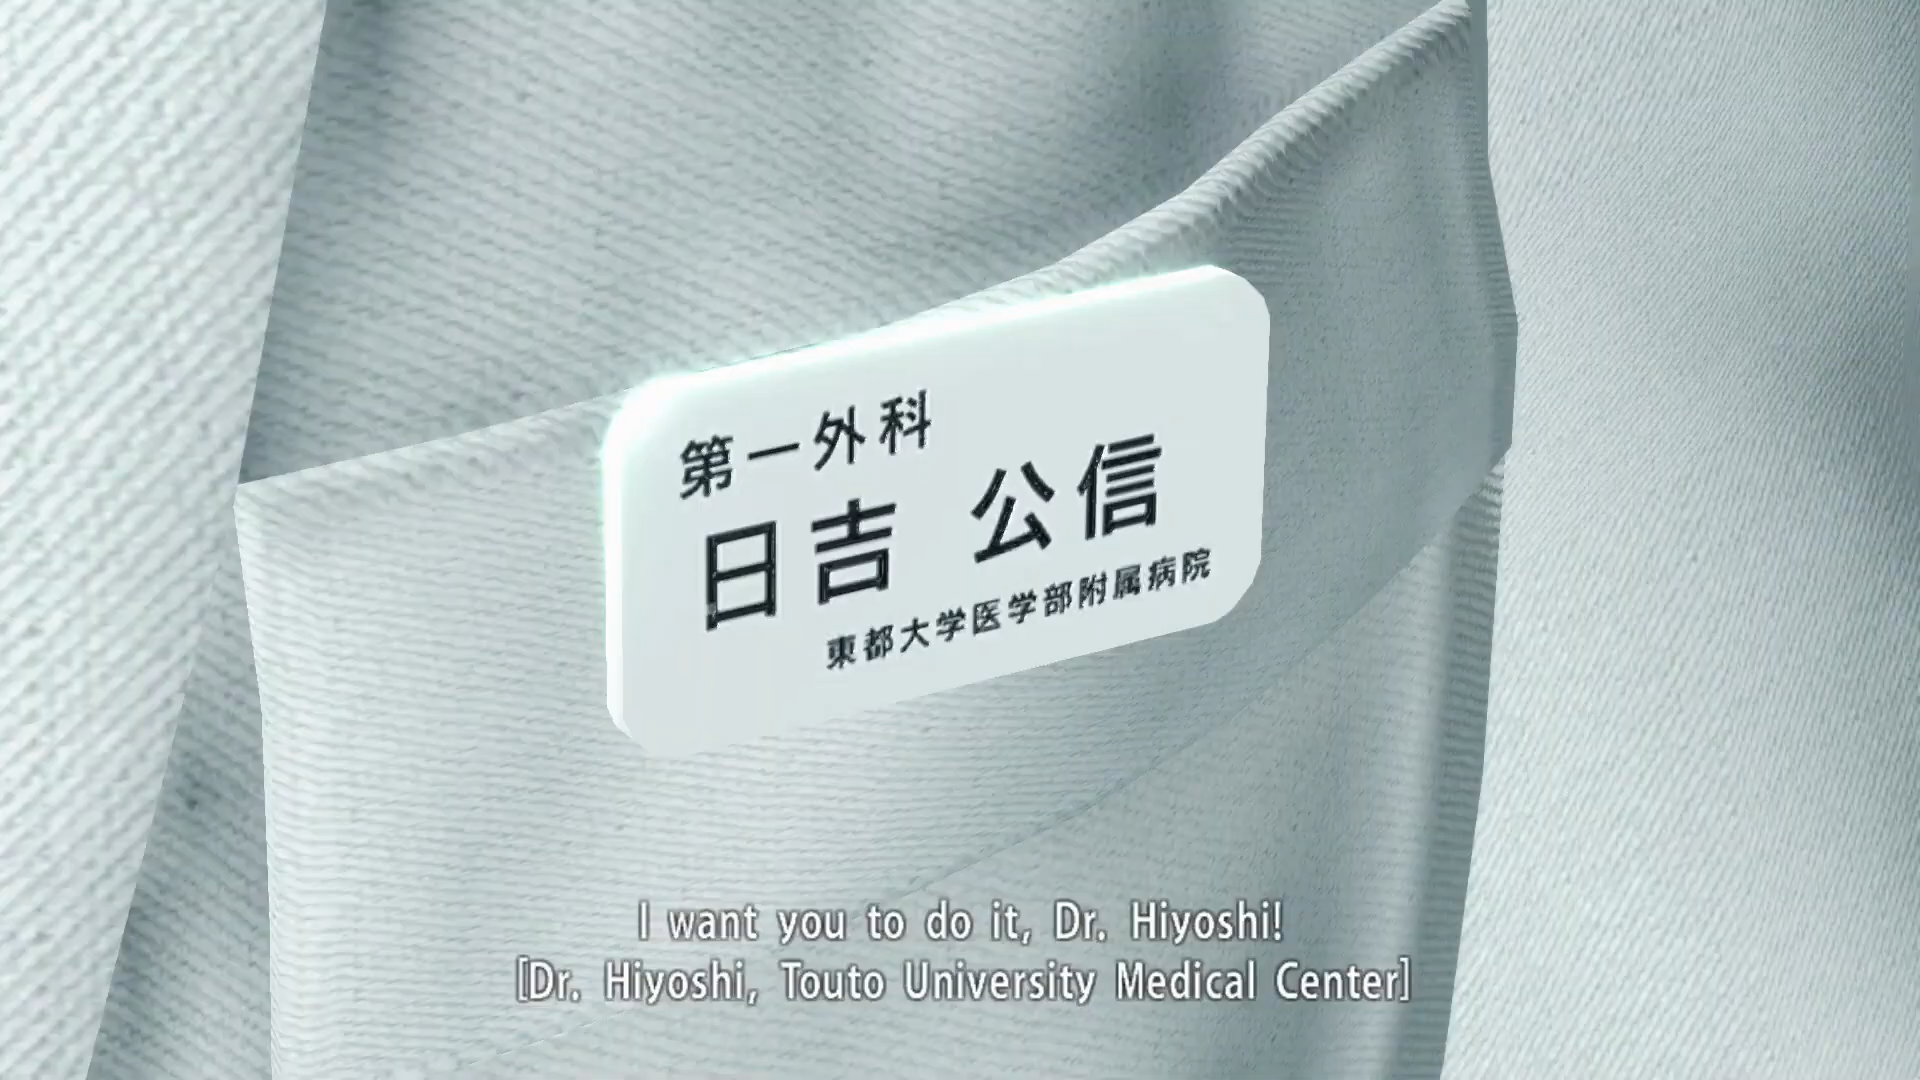 第一外科
日吉 公信
東都大学医学部附属病院
I want you to do it, Dr. Hiyoshi!
[Dr. Hiyoshi, Touto University Medical Center]